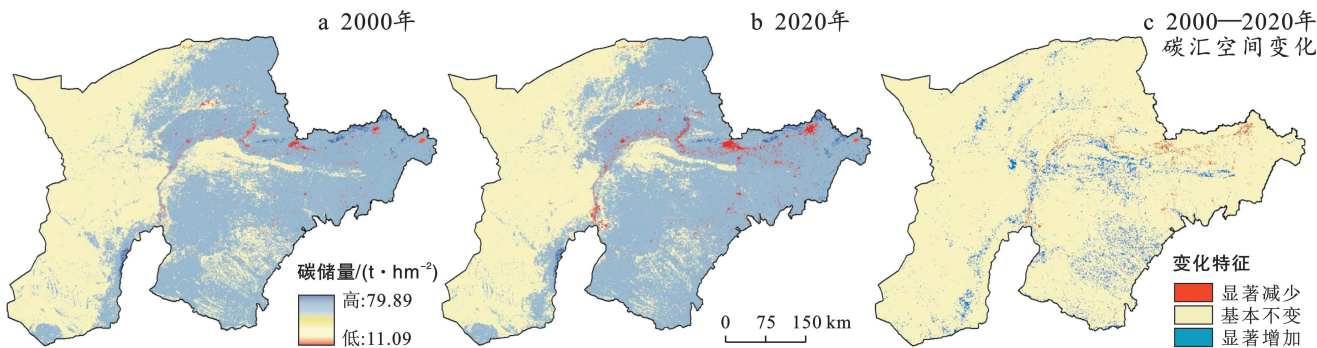 a 2000年
b 2020年
c 2000—2020年
碳汇空间变化
碳储量/(t·hm⁻²)
高:79.89
低:11.09
0 75 150 km
变化特征
显著减少
基本不变
显著增加